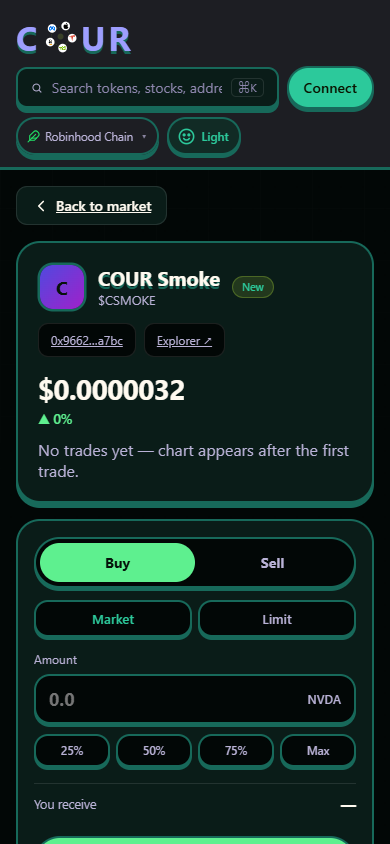 COUR
Search tokens, stocks, addre
⌘K
Connect
Robinhood Chain
Light
Back to market
C
COUR Smoke
New
$CSMOKE
0x9662...a7bc
Explorer ↗
$0.0000032
▲ 0%
No trades yet — chart appears after the first
trade.
Buy
Sell
Market
Limit
Amount
0.0
NVDA
25%
50%
75%
Max
You receive
—